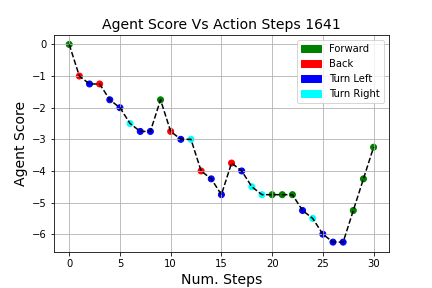 Agent Score Vs Action Steps 1641
Agent Score
0
−1
−2
−3
−4
−5
−6
Forward
Back
Turn Left
Turn Right
0 5 10 15 20 25 30
Num. Steps